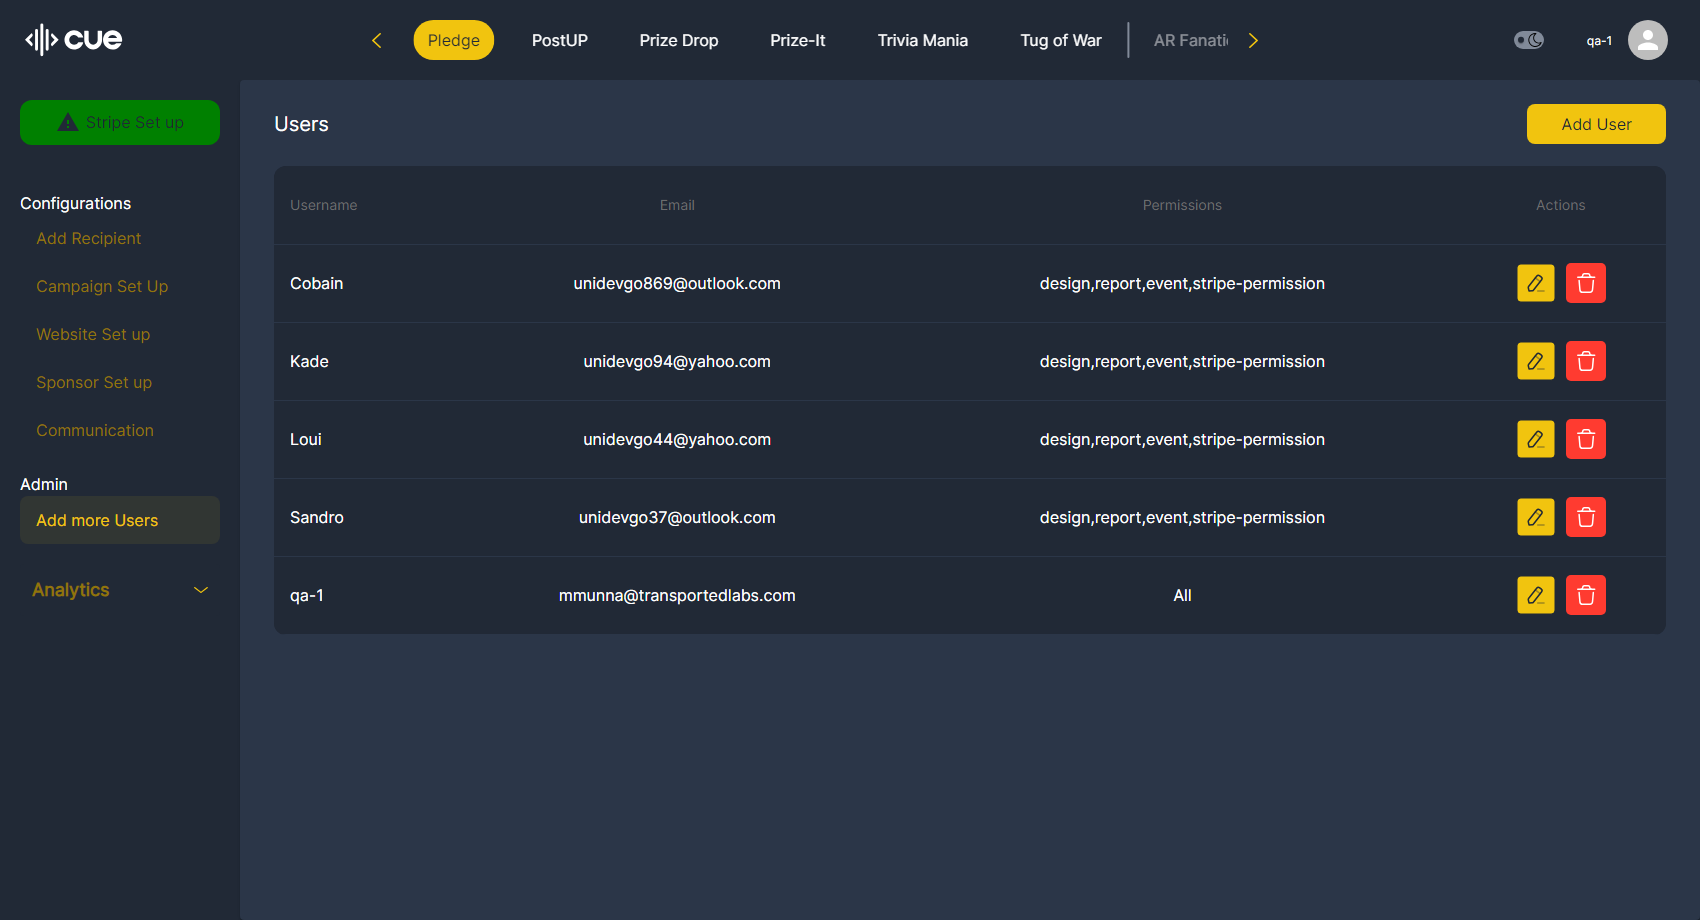 cue
Pledge PostUP Prize Drop Prize-It Trivia Mania Tug of War AR Fanati qa-1
Stripe Set up
Configurations
Add Recipient
Campaign Set Up
Website Set up
Sponsor Set up
Communication
Admin
Add more Users
Analytics
Users Add User
Username Email Permissions Actions
Cobain unidevgo869@outlook.com design,report,event,stripe-permission
Kade unidevgo94@yahoo.com design,report,event,stripe-permission
Loui unidevgo44@yahoo.com design,report,event,stripe-permission
Sandro unidevgo37@outlook.com design,report,event,stripe-permission
qa-1 mmunna@transportedlabs.com All